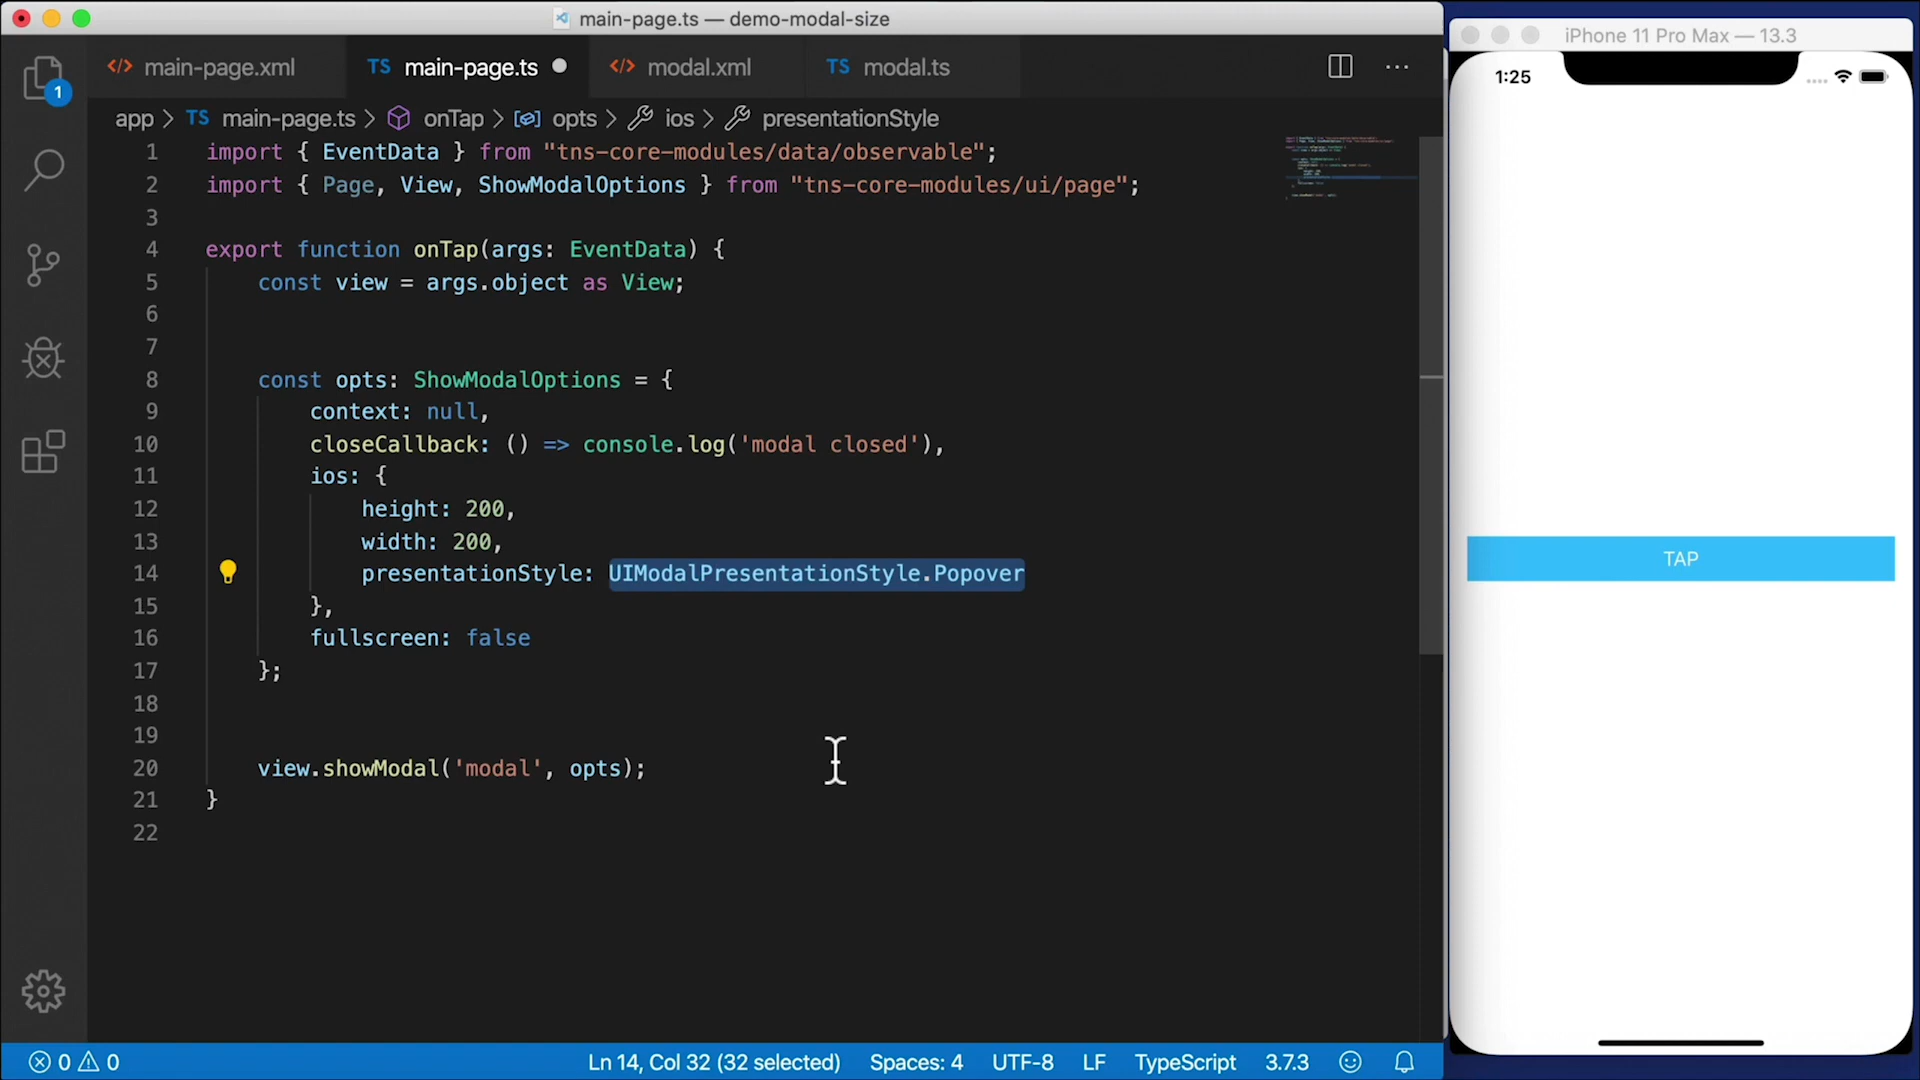 main-page.ts — demo-modal-size
main-page.xml
TS main-page.ts
modal.xml
TS modal.ts
1
app > TS main-page.ts > onTap > opts > ios > presentationStyle
1 import { EventData } from "tns-core-modules/data/observable";
2 import { Page, View, ShowModalOptions } from "tns-core-modules/ui/page";
3
4 export function onTap(args: EventData) {
5 const view = args.object as View;
6
7
8 const opts: ShowModalOptions = {
9 context: null,
10 closeCallback: () => console.log('modal closed'),
11 ios: {
12 height: 200,
13 width: 200,
14 presentationStyle: UIModalPresentationStyle.Popover
15 },
16 fullscreen: false
17 };
18
19
20 view.showModal('modal', opts);
21 }
22
0 0
Ln 14, Col 32 (32 selected)
Spaces: 4
UTF-8
LF
TypeScript
3.7.3
iPhone 11 Pro Max — 13.3
1:25
TAP